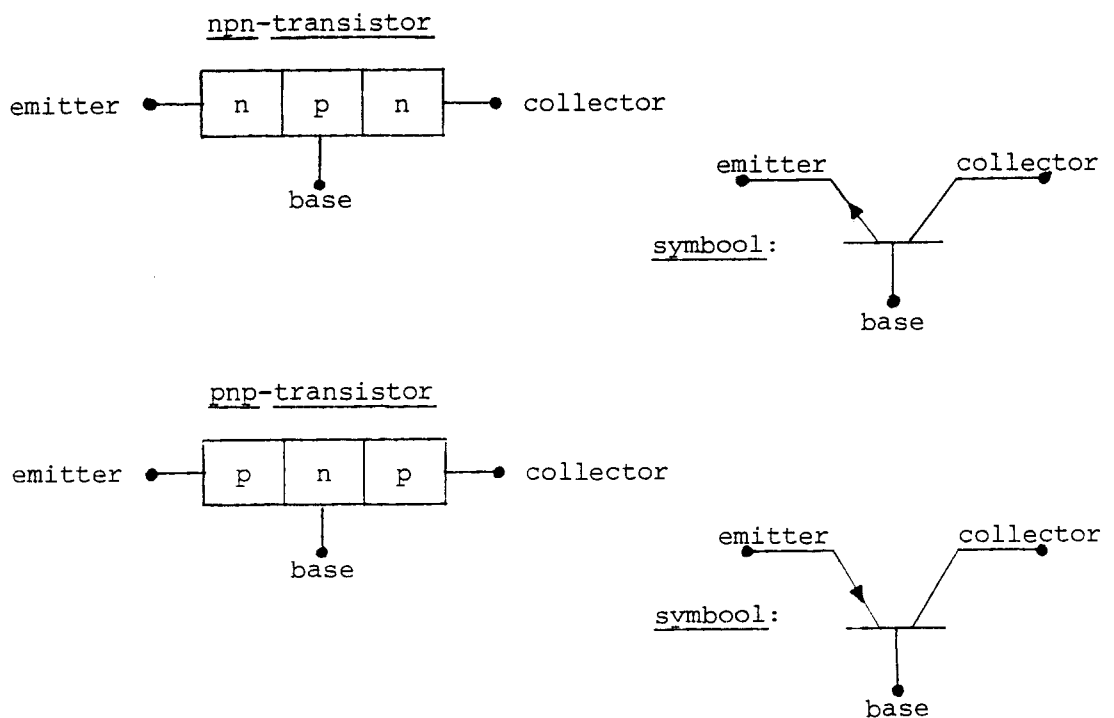 npn-transistor
emitter
n p n
collector
base
emitter
collector
symbool:
base
pnp-transistor
emitter
p n p
collector
base
emitter
collector
symbool:
base